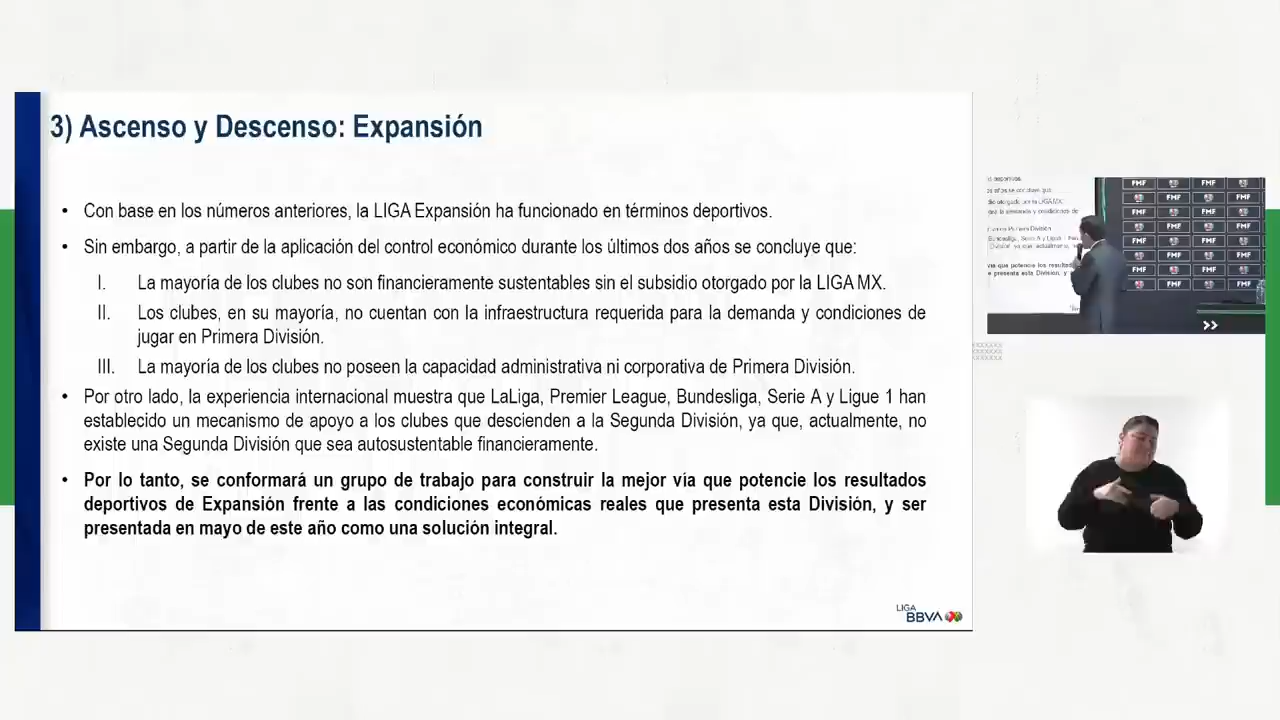 3) Ascenso y Descenso: Expansión
• Con base en los números anteriores, la LIGA Expansión ha funcionado en términos deportivos.
• Sin embargo, a partir de la aplicación del control económico durante los últimos dos años se concluye que:
I. La mayoría de los clubes no son financieramente sustentables sin el subsidio otorgado por la LIGA MX.
II. Los clubes, en su mayoría, no cuentan con la infraestructura requerida para la demanda y condiciones de
jugar en Primera División.
III. La mayoría de los clubes no poseen la capacidad administrativa ni corporativa de Primera División.
• Por otro lado, la experiencia internacional muestra que LaLiga, Premier League, Bundesliga, Serie A y Ligue 1 han
establecido un mecanismo de apoyo a los clubes que descienden a la Segunda División, ya que, actualmente, no
existe una Segunda División que sea autosustentable financieramente.
• Por lo tanto, se conformará un grupo de trabajo para construir la mejor vía que potencie los resultados
deportivos de Expansión frente a las condiciones económicas reales que presenta esta División, y ser
presentada en mayo de este año como una solución integral.
LIGA
BBVA
FMF FMF
FMF FMF
FMF FMF